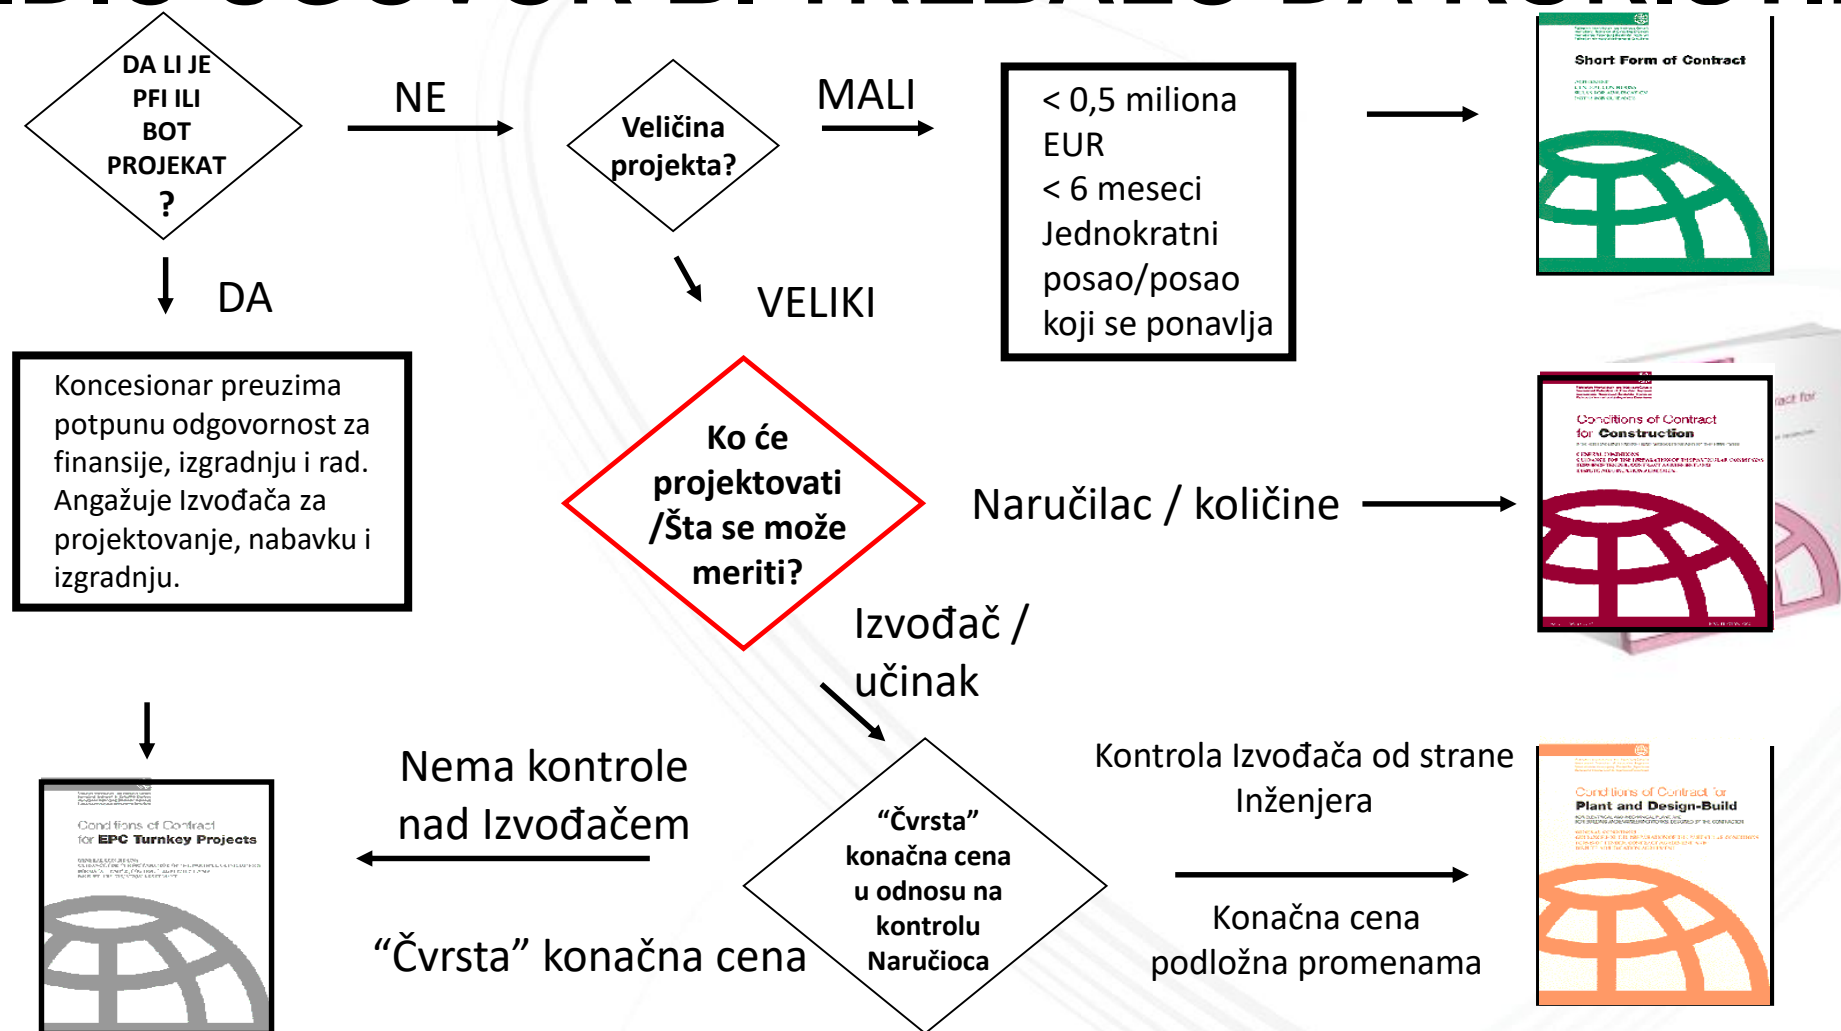 DA LI JE
PFI ILI
BOT
PROJEKAT
?
NE
Veličina
projekta?
MALI
< 0,5 miliona
EUR
< 6 meseci
Jednokratni
posao/posao
koji se ponavlja
Short Form of Contract
DA
VELIKI
Koncesionar preuzima
potpunu odgovornost za
finansije, izgradnju i rad.
Angažuje Izvođača za
projektovanje, nabavku i
izgradnju.
Ko će
projektovati
/Šta se može
meriti?
Naručilac / količine
Conditions of Contract
for Construction
Izvođač /
učinak
Nema kontrole
nad Izvođačem
“Čvrsta” konačna cena
“Čvrsta”
konačna cena
u odnosu na
kontrolu
Naručioca
Kontrola Izvođača od strane
Inženjera
Konačna cena
podložna promenama
Conditions of Contract
for EPC Turnkey Projects
Conditions of Contract for
Plant and Design-Build